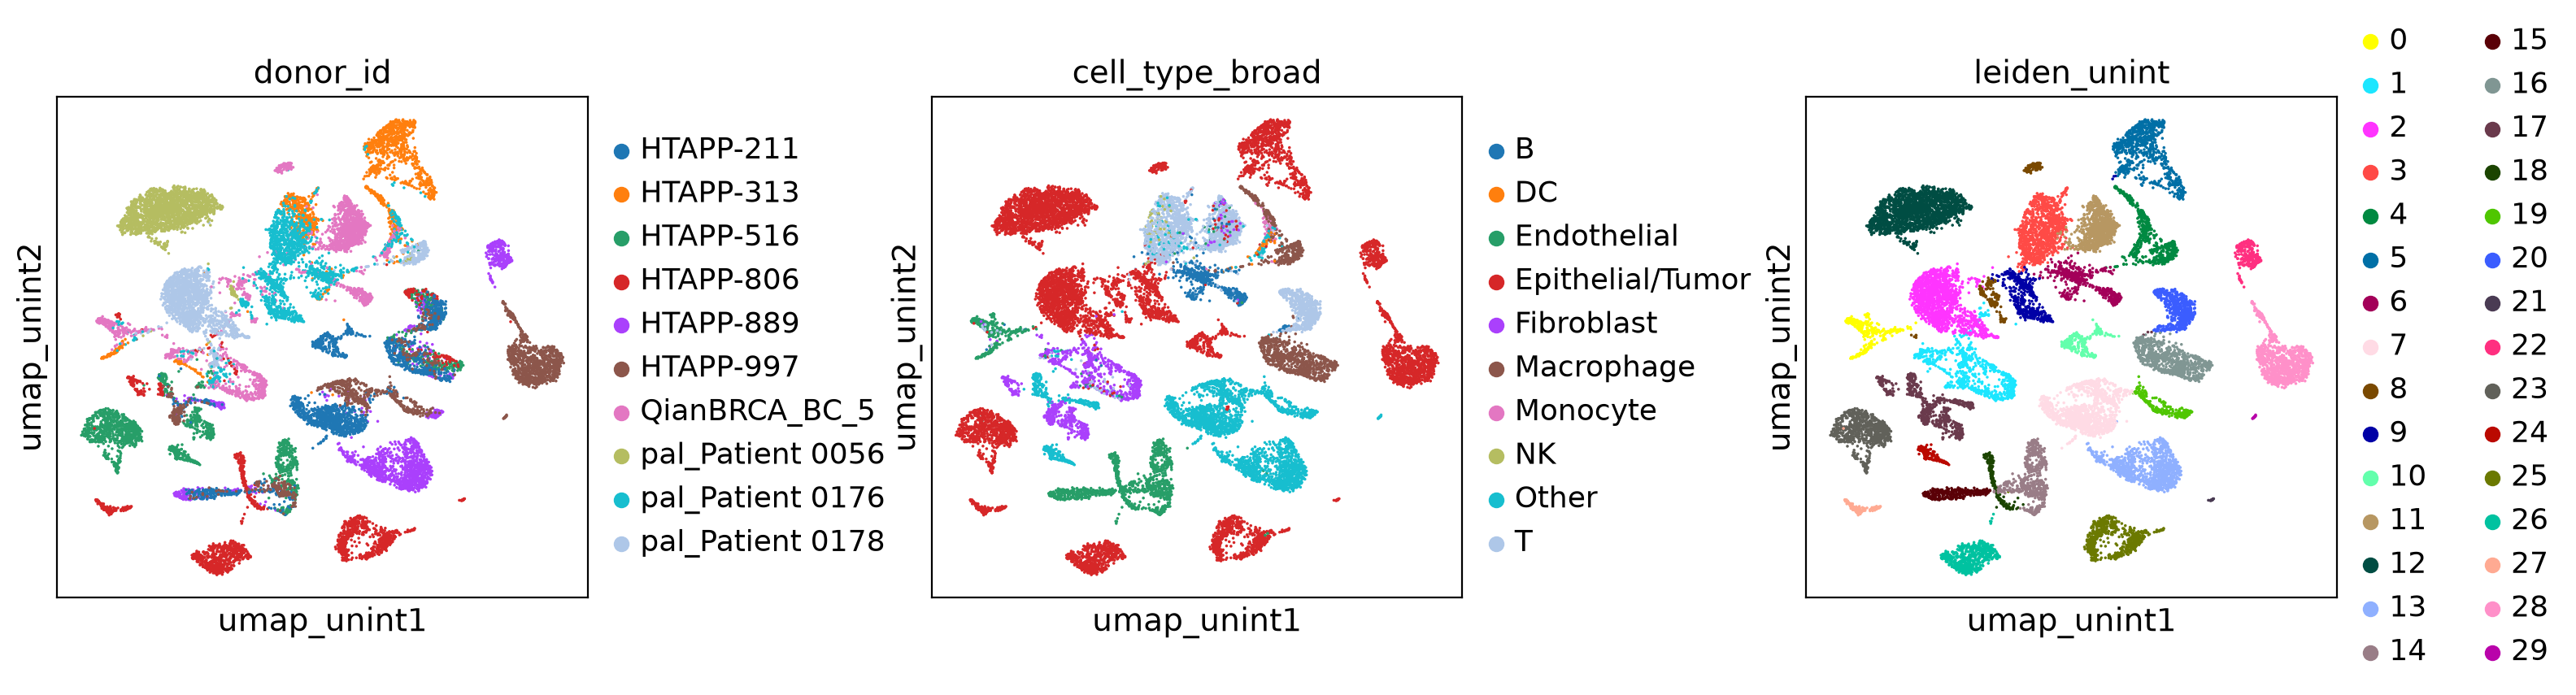 donor_id
umap_unint2
umap_unint1
HTAPP-211
HTAPP-313
HTAPP-516
HTAPP-806
HTAPP-889
HTAPP-997
QianBRCA_BC_5
pal_Patient 0056
pal_Patient 0176
pal_Patient 0178
cell_type_broad
umap_unint2
umap_unint1
B
DC
Endothelial
Epithelial/Tumor
Fibroblast
Macrophage
Monocyte
NK
Other
T
leiden_unint
umap_unint2
umap_unint1
0
1
2
3
4
5
6
7
8
9
10
11
12
13
14
15
16
17
18
19
20
21
22
23
24
25
26
27
28
29